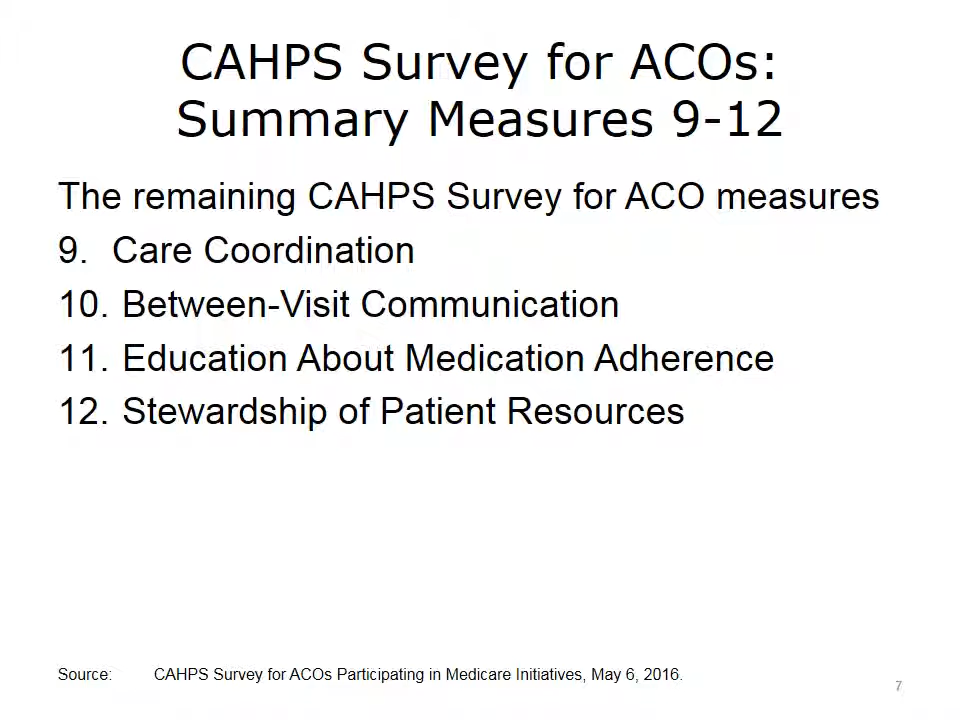 CAHPS Survey for ACOs:
Summary Measures 9-12
The remaining CAHPS Survey for ACO measures
9. Care Coordination
10. Between-Visit Communication
11. Education About Medication Adherence
12. Stewardship of Patient Resources
Source: CAHPS Survey for ACOs Participating in Medicare Initiatives, May 6, 2016.
7